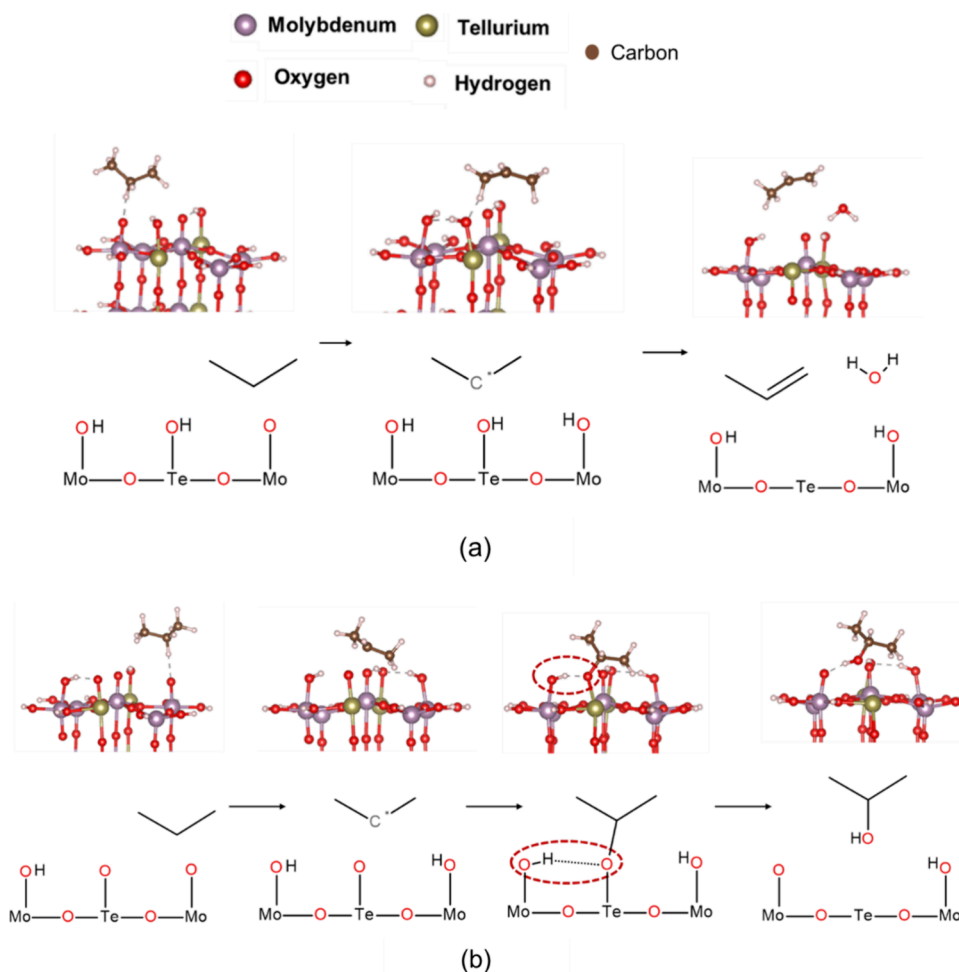 Molybdenum Tellurium Carbon
Oxygen Hydrogen
C*
H H
O
OH OH O
Mo O Te O Mo
OH OH HO
Mo O Te O Mo
OH HO
Mo O Te O Mo
(a)
C*
HO
OH O O
Mo O Te O Mo
OH O HO
Mo O Te O Mo
O H O HO
Mo O Te O Mo
O HO
Mo O Te O Mo
(b)